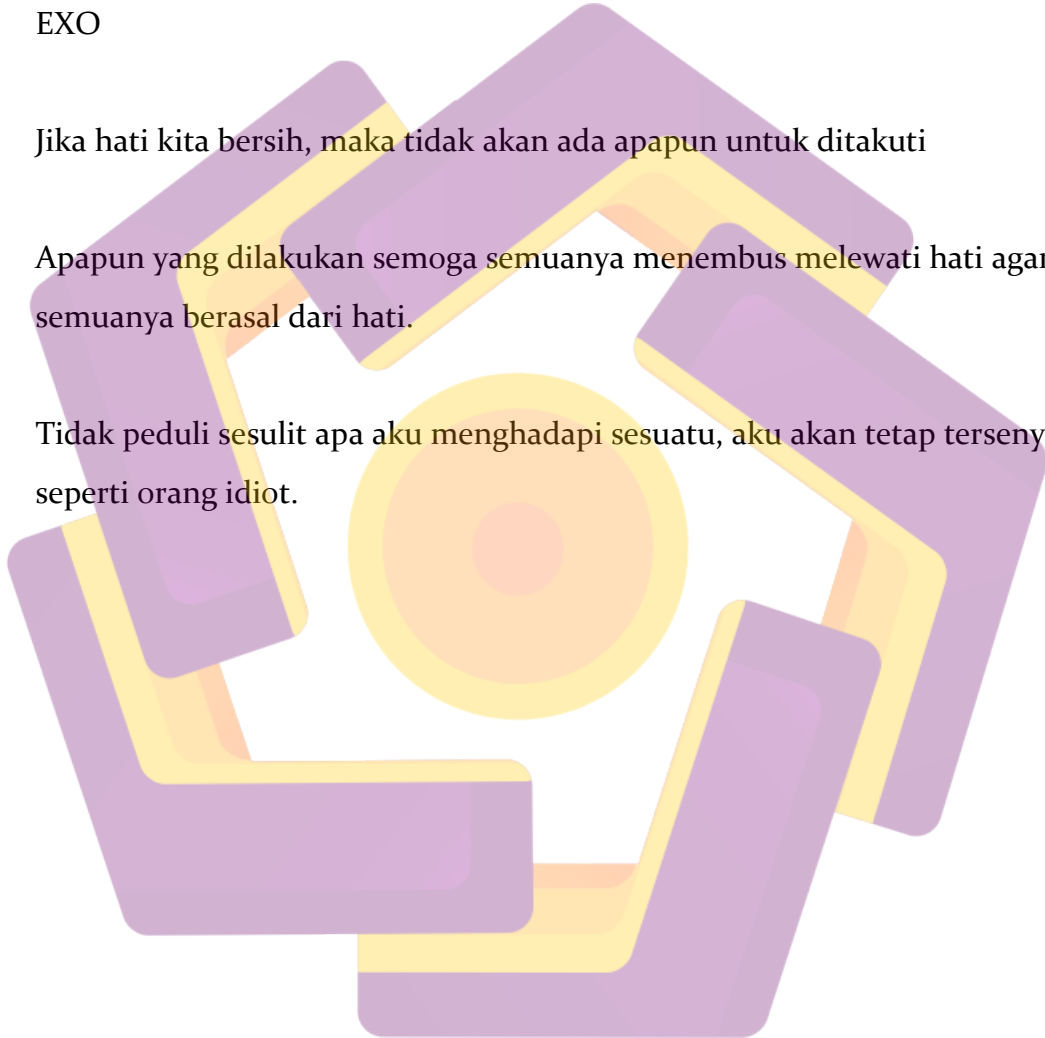 EXO
Jika hati kita bersih, maka tidak akan ada apapun untuk ditakuti
Apapun yang dilakukan semoga semuanya menembus melewati hati agar
semuanya berasal dari hati.
Tidak peduli sesulit apa aku menghadapi sesuatu, aku akan tetap terseny
seperti orang idiot.